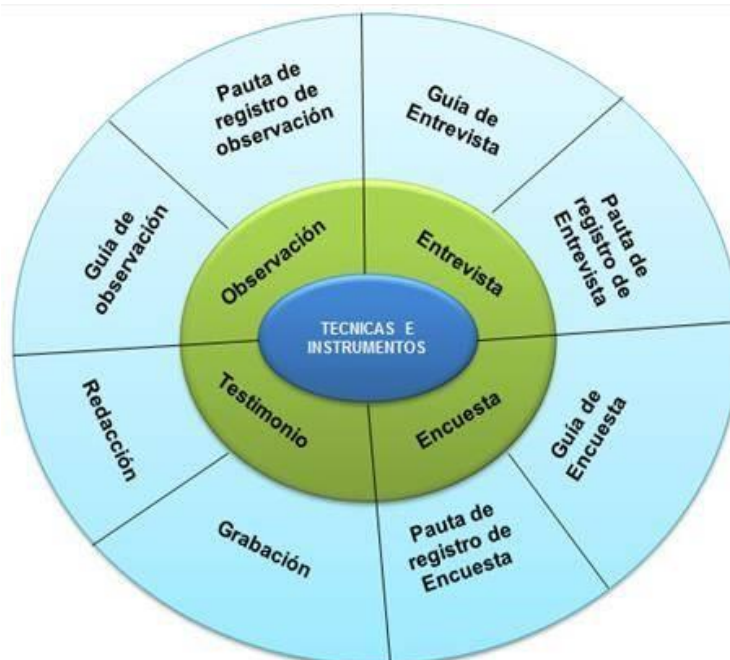 Pauta de
registro de
observación
Guía de
Entrevista
Pauta de
registro de
Entrevista
Guía de
observación
Observación
Entrevista
TECNICAS E
INSTRUMENTOS
Testimonio
Encuesta
Redacción
Guía de
Encuesta
Grabación
Pauta de
registro de
Encuesta